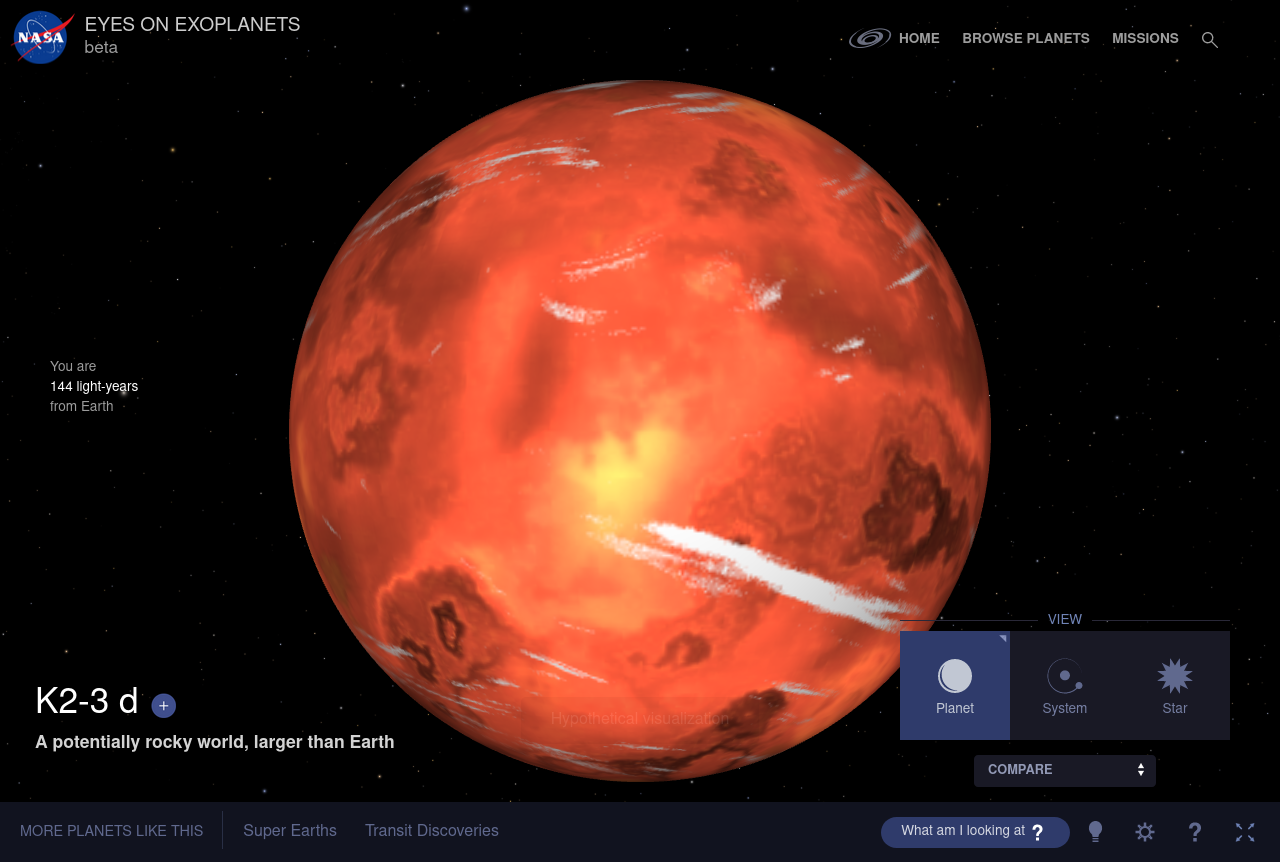 NASA
EYES ON EXOPLANETS
beta
HOME
BROWSE PLANETS
MISSIONS
You are
144 light-years
from Earth
K2-3 d +
A potentially rocky world, larger than Earth
Hypothetical visualization
VIEW
Planet
System
Star
COMPARE
MORE PLANETS LIKE THIS
Super Earths
Transit Discoveries
What am I looking at ?
?